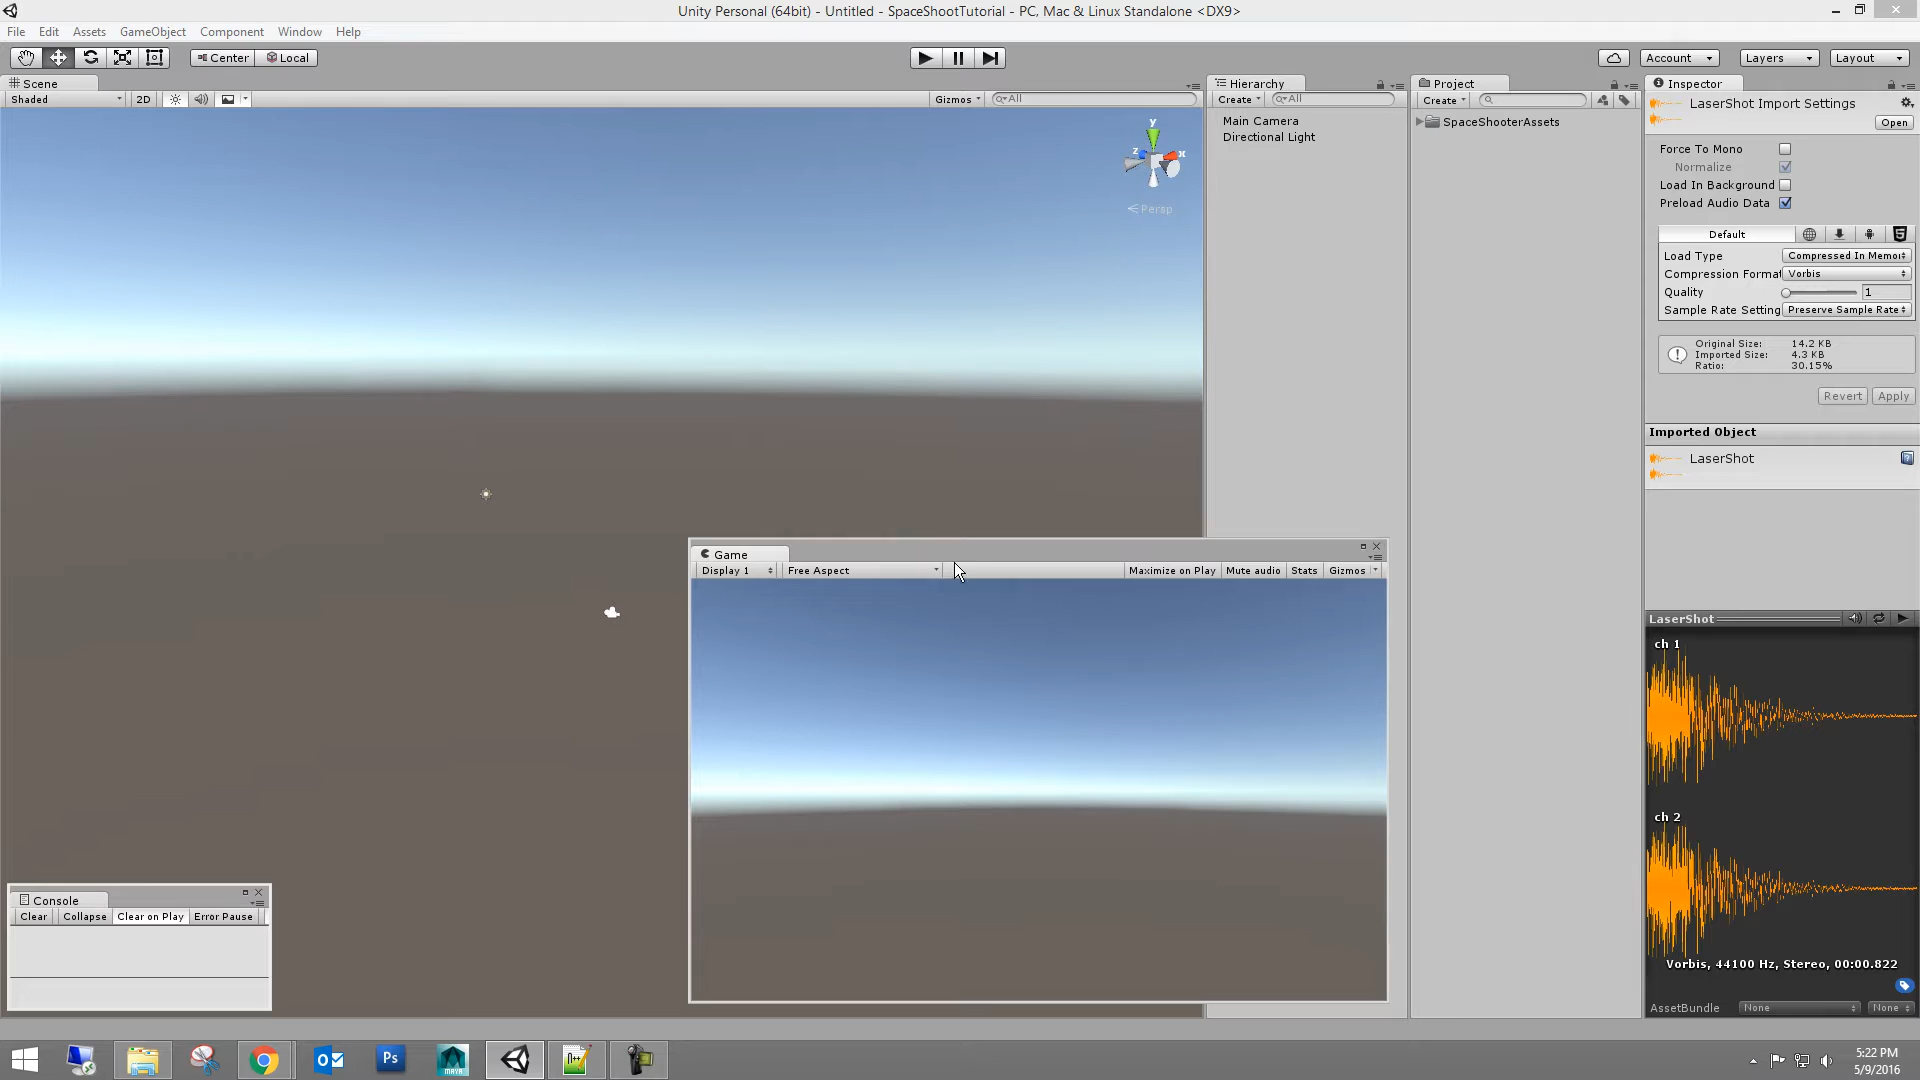 Unity Personal (64bit) - Untitled - SpaceShootTutorial - PC, Mac & Linux Standalone <DX9>
File Edit Assets GameObject Component Window Help
Center Local
Account Layers Layout
Scene
Shaded 2D Gizmos All
y
z x
Persp
Hierarchy
Create All
Main Camera
Directional Light
Project
Create
SpaceShooterAssets
Inspector
LaserShot Import Settings
Open
Force To Mono
Normalize
Load In Background
Preload Audio Data
Default
Load Type Compressed In Memor
Compression Format Vorbis
Quality 1
Sample Rate Setting Preserve Sample Rate
Original Size: 14.2 KB
Imported Size: 4.3 KB
Ratio: 30.15%
Revert Apply
Imported Object
LaserShot
Game
Display 1 Free Aspect Maximize on Play Mute audio Stats Gizmos
Console
Clear Collapse Clear on Play Error Pause
LaserShot
ch 1
ch 2
Vorbis, 44100 Hz, Stereo, 00:00.822
AssetBundle None None
Ps
MAYA
5:22 PM
5/9/2016